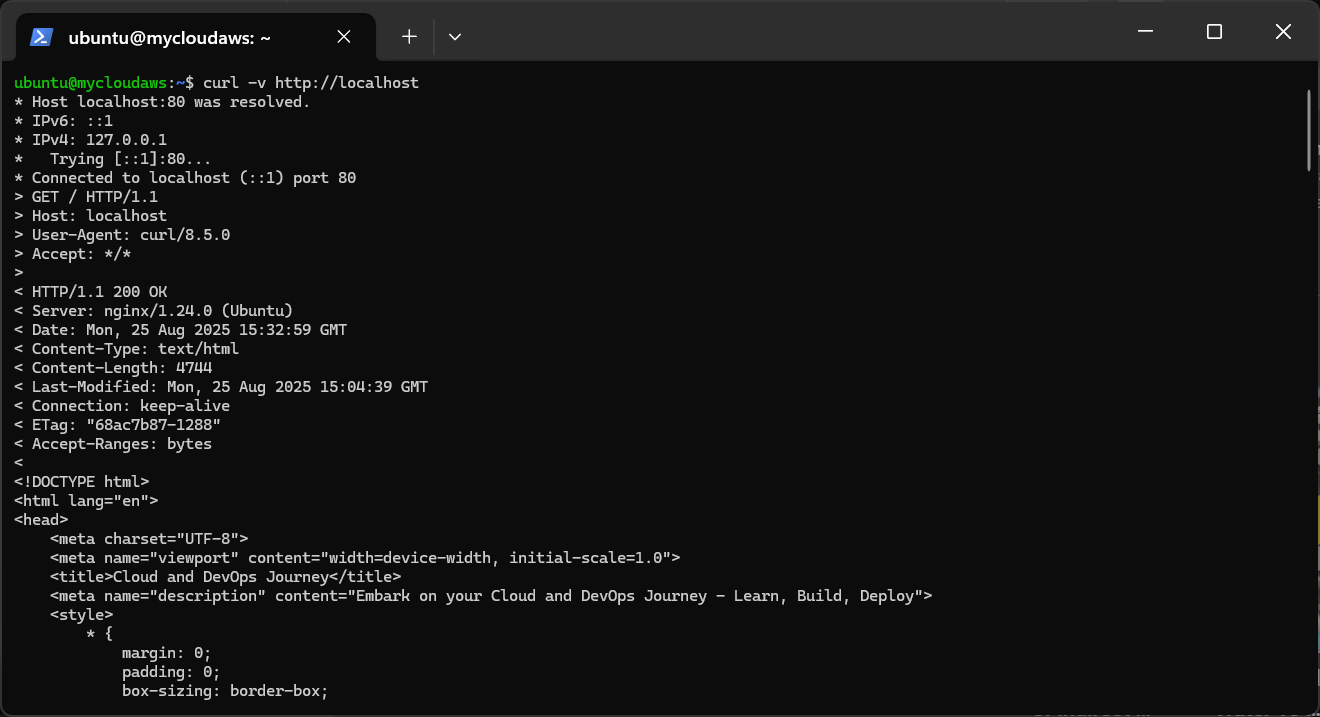 ubuntu@mycloudaws: ~
ubuntu@mycloudaws:~$ curl -v http://localhost
* Host localhost:80 was resolved.
* IPv6: ::1
* IPv4: 127.0.0.1
*   Trying [::1]:80...
* Connected to localhost (::1) port 80
> GET / HTTP/1.1
> Host: localhost
> User-Agent: curl/8.5.0
> Accept: */*
>
< HTTP/1.1 200 OK
< Server: nginx/1.24.0 (Ubuntu)
< Date: Mon, 25 Aug 2025 15:32:59 GMT
< Content-Type: text/html
< Content-Length: 4744
< Last-Modified: Mon, 25 Aug 2025 15:04:39 GMT
< Connection: keep-alive
< ETag: "68ac7b87-1288"
< Accept-Ranges: bytes
<
<!DOCTYPE html>
<html lang="en">
<head>
    <meta charset="UTF-8">
    <meta name="viewport" content="width=device-width, initial-scale=1.0">
    <title>Cloud and DevOps Journey</title>
    <meta name="description" content="Embark on your Cloud and DevOps Journey - Learn, Build, Deploy">
    <style>
        * {
            margin: 0;
            padding: 0;
            box-sizing: border-box;